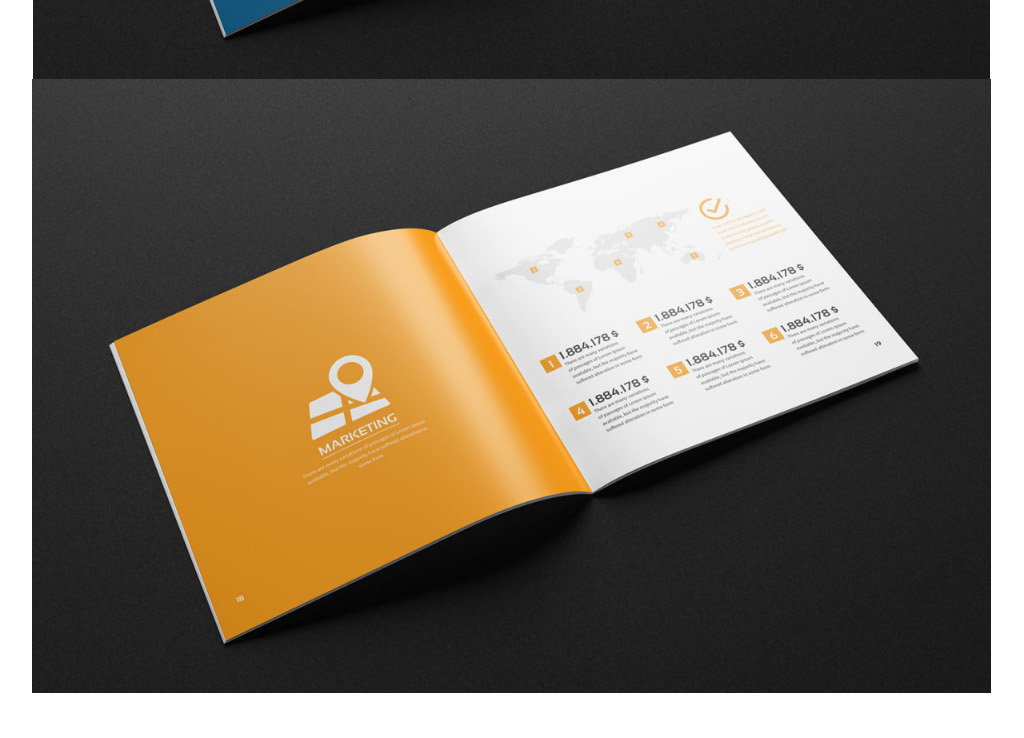 MARKETING
There are many variations of passages of Lorem Ipsum
available, but the majority have suffered alteration in
some form
18
1
1.884.178 $
There are many variations
of passages of Lorem Ipsum
available, but the majority have
suffered alteration in some form
2
1.884.178 $
There are many variations
of passages of Lorem Ipsum
available, but the majority have
suffered alteration in some form
3
1.884.178 $
There are many variations
of passages of Lorem Ipsum
available, but the majority have
suffered alteration in some form
4
1.884.178 $
There are many variations
of passages of Lorem Ipsum
available, but the majority have
suffered alteration in some form
5
1.884.178 $
There are many variations
of passages of Lorem Ipsum
available, but the majority have
suffered alteration in some form
6
1.884.178 $
There are many variations
of passages of Lorem Ipsum
available, but the majority have
suffered alteration in some form
19